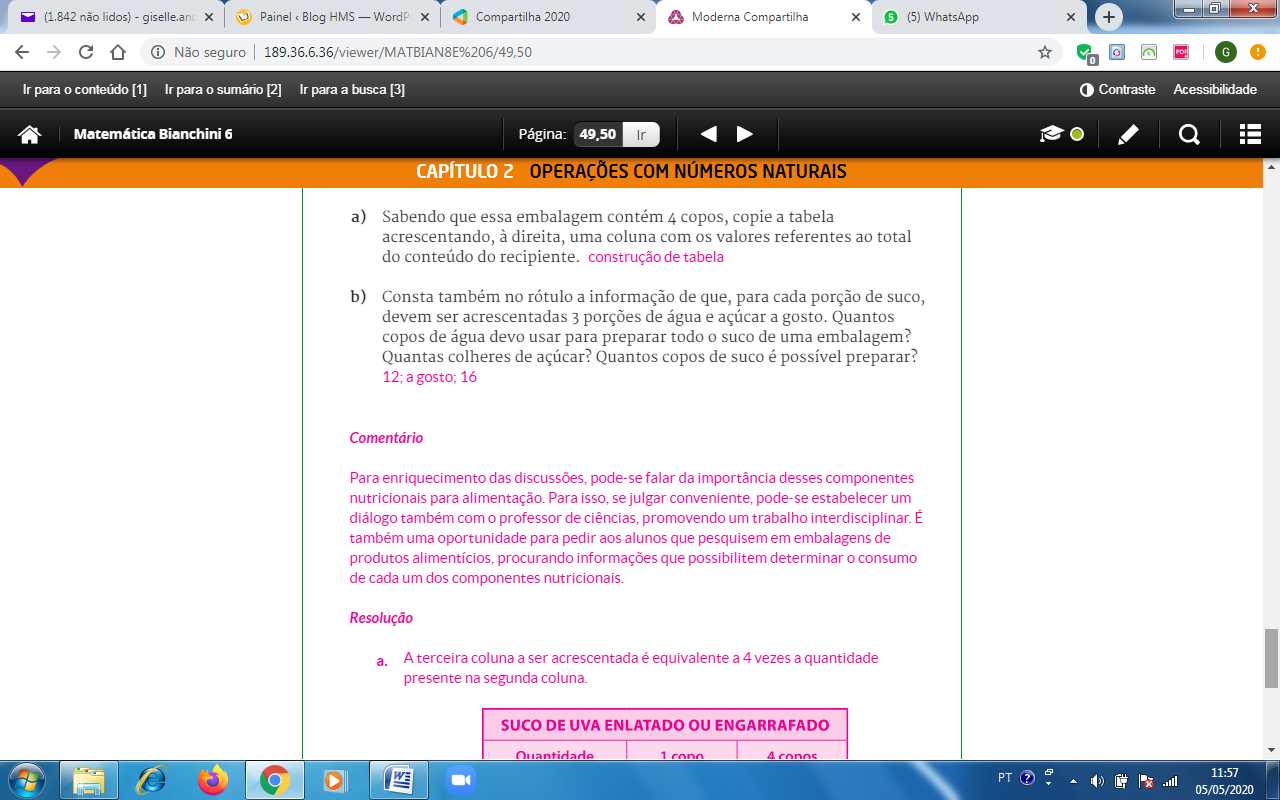 (1.842 não lidos) - giselle.and
Painel ‹ Blog HMS — WordPr
Compartilha 2020
Moderna Compartilha
(5) WhatsApp
Não seguro | 189.36.6.36/viewer/MATBIAN8E%206/49,50
Ir para o conteúdo [1] Ir para o sumário [2] Ir para a busca [3]
Contraste Acessibilidade
Matemática Bianchini 6
Página: 49,50 Ir
CAPÍTULO 2 OPERAÇÕES COM NÚMEROS NATURAIS
a) Sabendo que essa embalagem contém 4 copos, copie a tabela
acrescentando, à direita, uma coluna com os valores referentes ao total
do conteúdo do recipiente. construção de tabela
b) Consta também no rótulo a informação de que, para cada porção de suco,
devem ser acrescentadas 3 porções de água e açúcar a gosto. Quantos
copos de água devo usar para preparar todo o suco de uma embalagem?
Quantas colheres de açúcar? Quantos copos de suco é possível preparar?
12; a gosto; 16
Comentário
Para enriquecimento das discussões, pode-se falar da importância desses componentes
nutricionais para alimentação. Para isso, se julgar conveniente, pode-se estabelecer um
diálogo também com o professor de ciências, promovendo um trabalho interdisciplinar. É
também uma oportunidade para pedir aos alunos que pesquisem em embalagens de
produtos alimentícios, procurando informações que possibilitem determinar o consumo
de cada um dos componentes nutricionais.
Resolução
a. A terceira coluna a ser acrescentada é equivalente a 4 vezes a quantidade
presente na segunda coluna.
SUCO DE UVA ENLATADO OU ENGARRAFADO
Quantidade 1 copo 4 copos
PT
11:57
05/05/2020